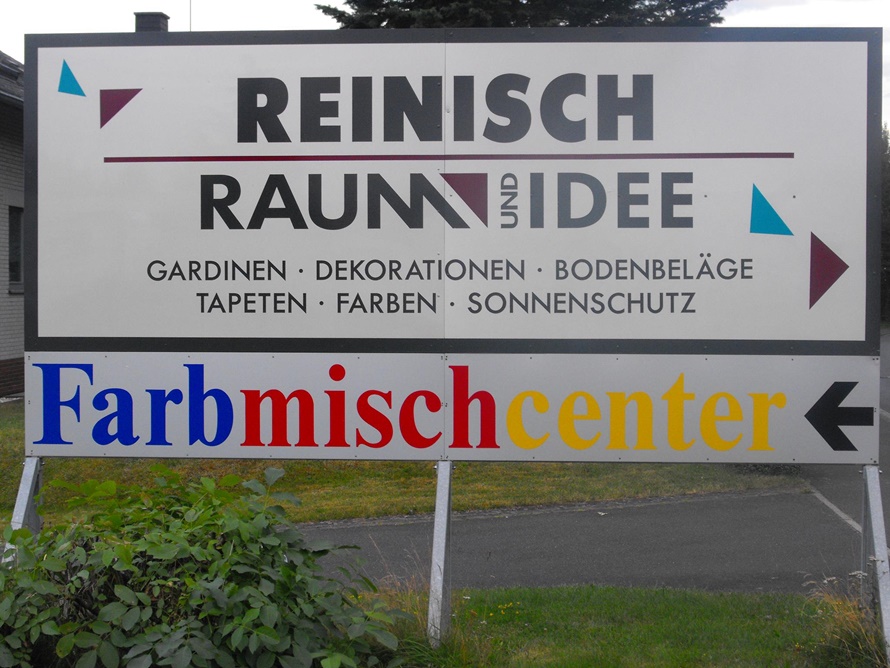 REINISCH
RAUM UND IDEE
GARDINEN · DEKORATIONEN · BODENBELÄGE
TAPETEN · FARBEN · SONNENSCHUTZ
Farbmischcenter